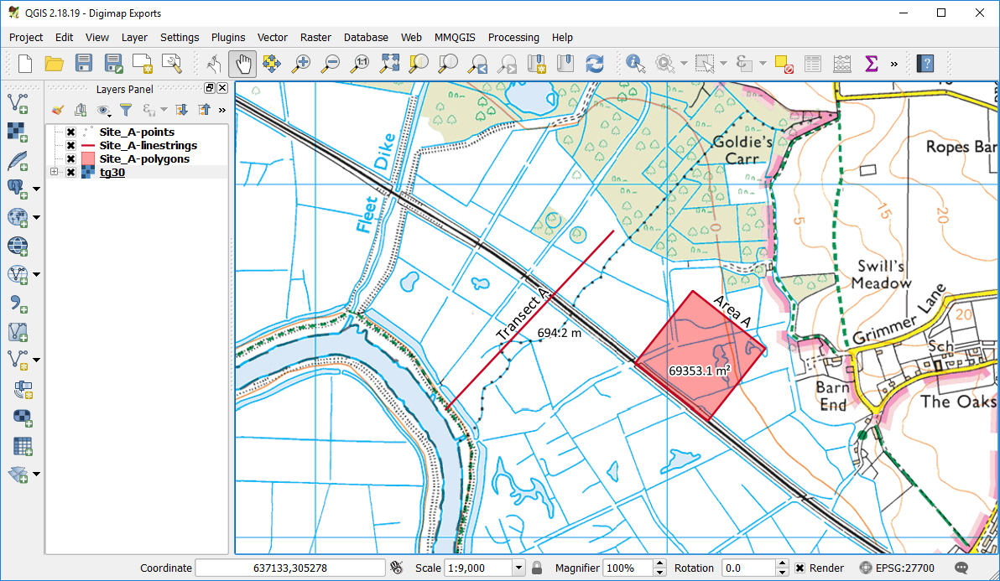 QGIS 2.18.19 - Digimap Exports
Project Edit View Layer Settings Plugins Vector Raster Database Web MMQGIS Processing Help
1:1
»
Layers Panel
»
Site_A-points
Site_A-linestrings
Site_A-polygons
tg30
Fleet Dike
Goldie's
Carr
Ropes Bar
5
15
20
0
Swill's
Meadow
Transect A
694.2 m
Area A
69353.1 m²
Grimmer Lane
20
Sch
Barn
End
The Oaks
Coordinate 637133,305278 Scale 1:9,000 Magnifier 100% Rotation 0.0 Render EPSG:27700